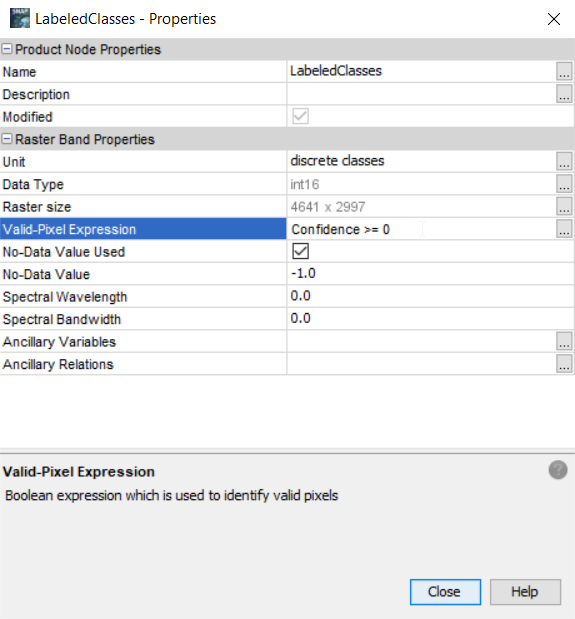 SNAP
LabeledClasses - Properties
Product Node Properties
Name LabeledClasses ...
Description ...
Modified
Raster Band Properties
Unit discrete classes ...
Data Type int16 ...
Raster size 4641 x 2997 ...
Valid-Pixel Expression Confidence >= 0 ...
No-Data Value Used
No-Data Value -1.0
Spectral Wavelength 0.0
Spectral Bandwidth 0.0
Ancillary Variables ...
Ancillary Relations ...
Valid-Pixel Expression ?
Boolean expression which is used to identify valid pixels
Close Help